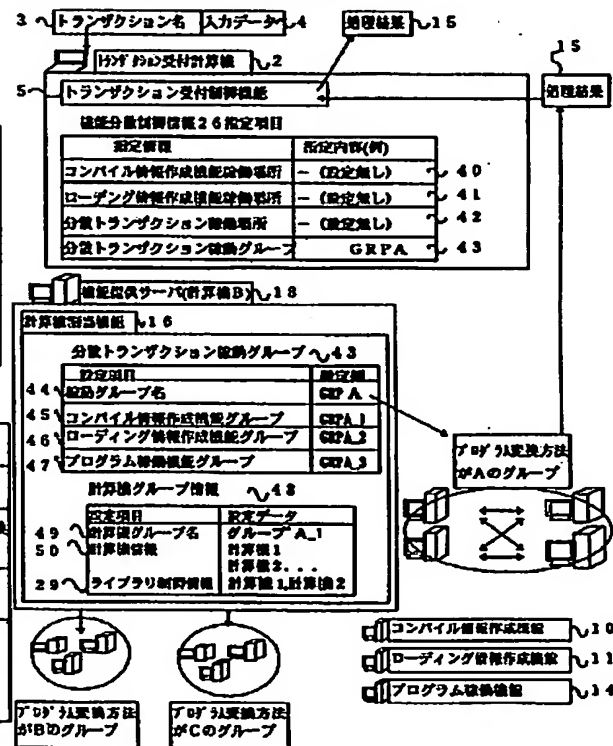 3 トランザクション名 入力データ 4 処理結果 15
トランザクション受付計算機 2
15
5 トランザクション受付制御機能 処理結果
機能分散制御情報26指定項目
設定情報 指定内容(例)
コンパイル情報作成機能稼働場所 －(設定無し) 40
ローディング情報作成機能稼働場所 －(設定無し) 41
分散トランザクション稼働場所 －(設定無し) 42
分散トランザクション稼働グループ GRPA 43
機能提供サーバ(計算機B) 18
計算機割当機能 16
分散トランザクション稼働グループ 43
設定項目 設定例
44 稼働グループ名 GRPA
45 コンパイル情報作成機能グループ GRPA_1
46 ローディング情報作成機能グループ GRPA_2
47 プログラム稼働機能グループ GRPA_3
プログラム変換方法
がAのグループ
計算機グループ情報 48
設定項目 設定データ
49 計算機グループ名 グループA_1
50 計算機情報 計算機1
計算機2...
29 ライブラリ制御情報 計算機1,計算機2
コンパイル情報作成機能 10
ローディング情報作成機能 11
プログラム稼働機能 14
プログラム変換方法
がBのグループ
プログラム変換方法
がCのグループ